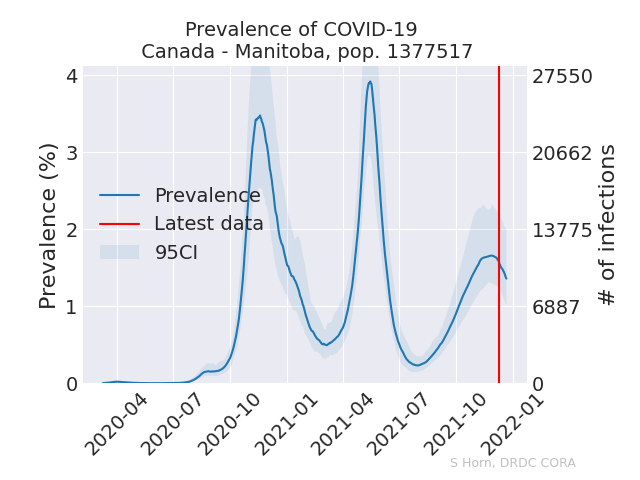 Prevalence of COVID-19
Canada - Manitoba, pop. 1377517
4
3
2
1
0
27550
20662
13775
6887
0
Prevalence (%)
# of infections
Prevalence
Latest data
95CI
2020-04
2020-07
2020-10
2021-01
2021-04
2021-07
2021-10
2022-01
S Horn, DRDC CORA